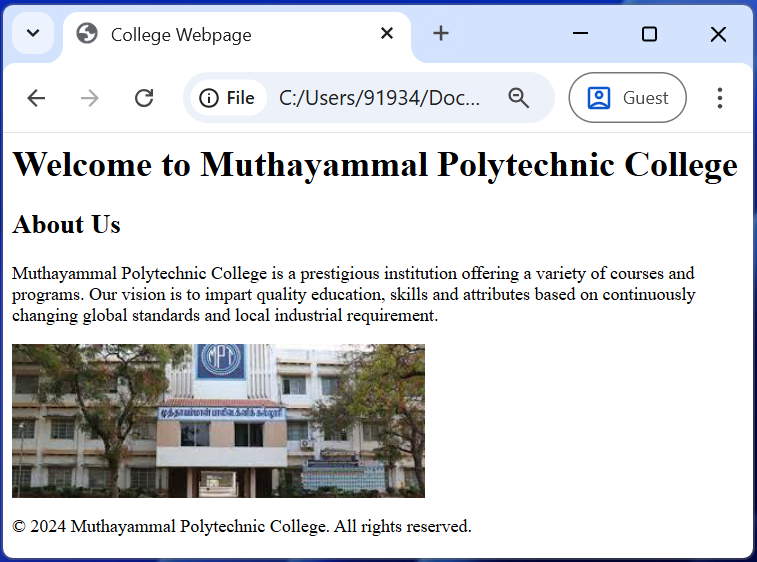 College Webpage
File
C:/Users/91934/Doc...
Guest
Welcome to Muthayammal Polytechnic College
About Us
Muthayammal Polytechnic College is a prestigious institution offering a variety of courses and
programs. Our vision is to impart quality education, skills and attributes based on continuously
changing global standards and local industrial requirement.
MPT
முத்தாயம்மாள் பாலிடெக்னிக் கல்லூரி
© 2024 Muthayammal Polytechnic College. All rights reserved.